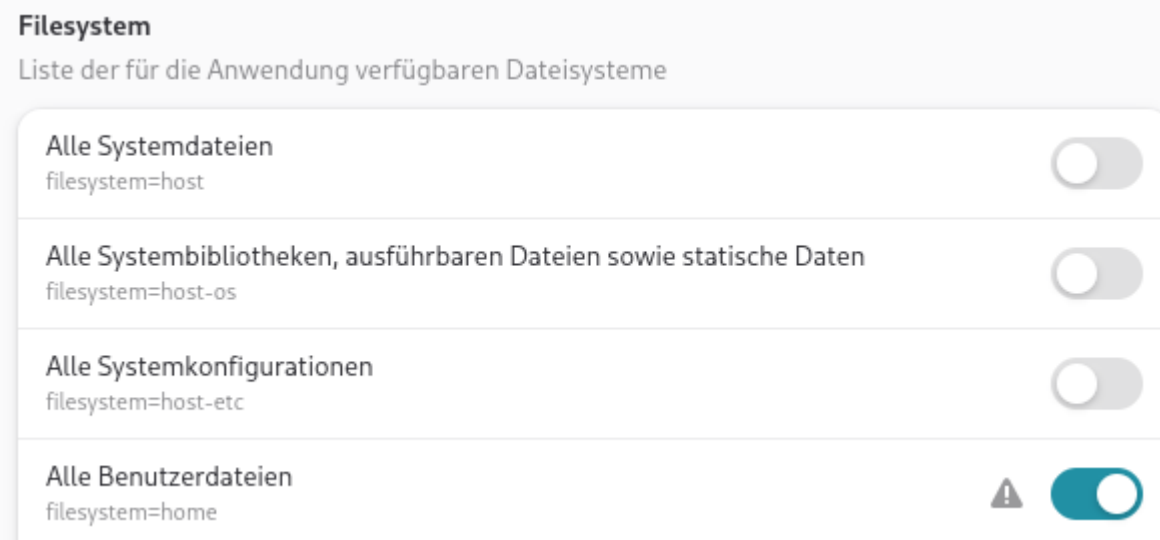 Filesystem
Liste der für die Anwendung verfügbaren Dateisysteme
Alle Systemdateien
filesystem=host
Alle Systembibliotheken, ausführbaren Dateien sowie statische Daten
filesystem=host-os
Alle Systemkonfigurationen
filesystem=host-etc
Alle Benutzerdateien
filesystem=home